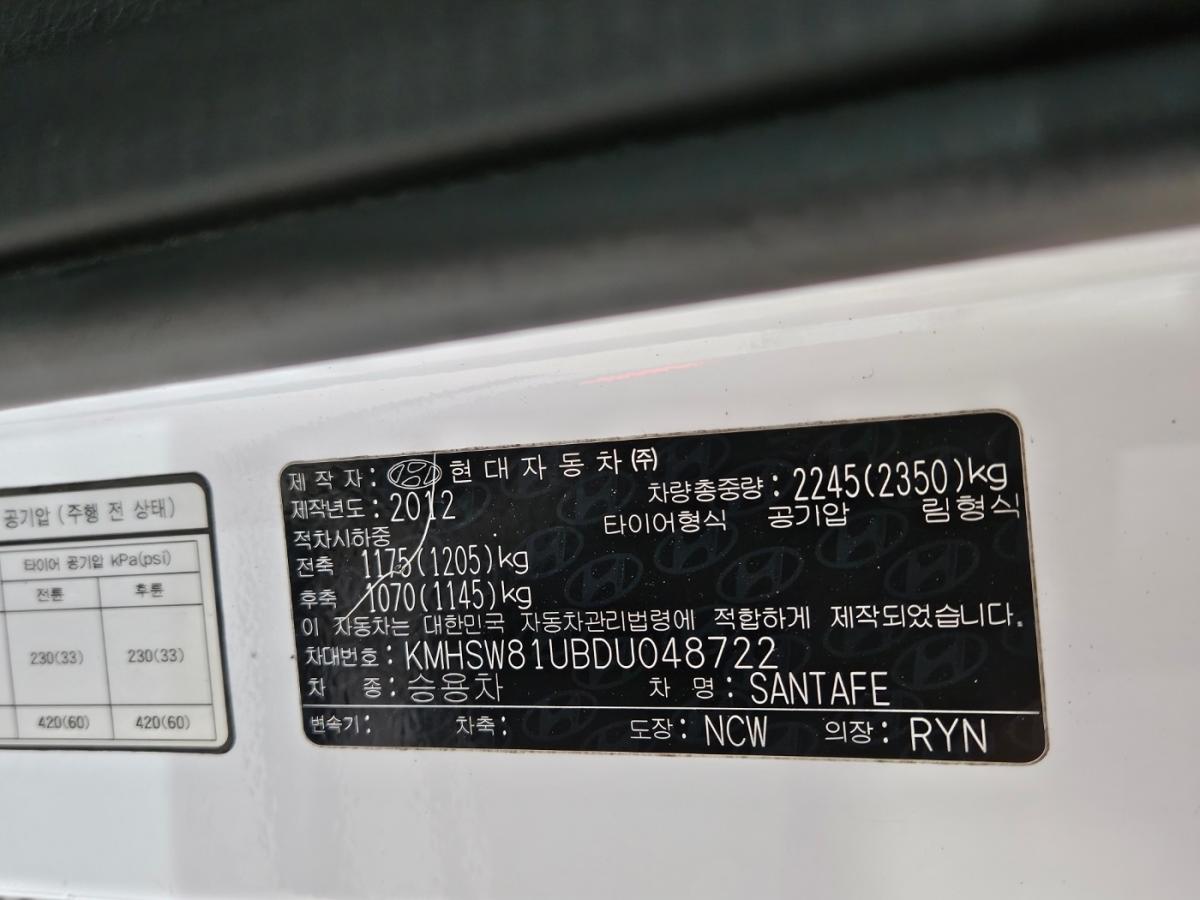 공기압 (주행 전 상태)
타이어 공기압 kPa(psi)
전륜 후륜
230(33) 230(33)
420(60) 420(60)
제작자 : 현대자동차(주)
제작년도 : 2012 차량총중량 : 2245(2350)kg
적차시하중 타이어형식 공기압 림형식
전축 1175(1205)kg
후축 1070(1145)kg
이 자동차는 대한민국 자동차관리법령에 적합하게 제작되었습니다.
차대번호 : KMHSW81UBDU048722
차 종 : 승용차 차 명 : SANTAFE
변속기 : 차축 : 도장 : NCW 의장 : RYN